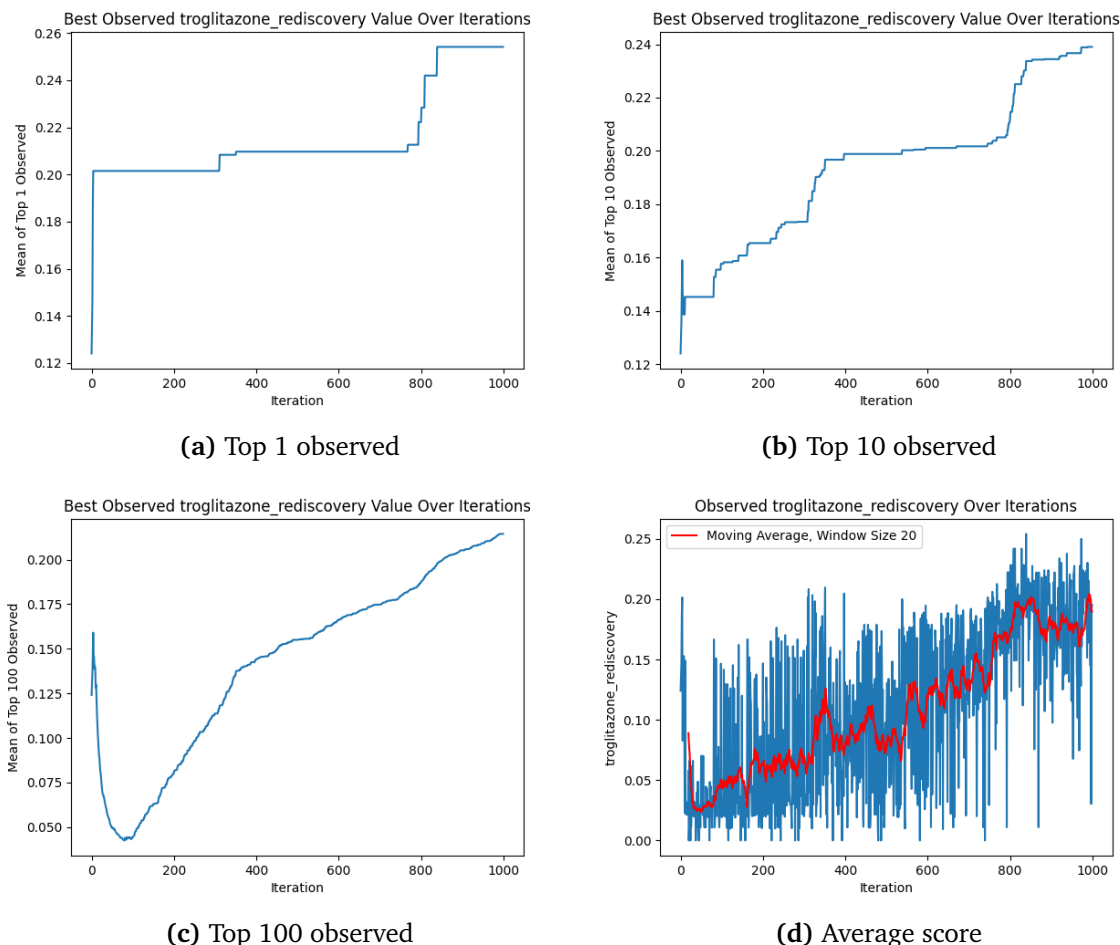 Best Observed troglitazone_rediscovery Value Over Iterations
0.26
0.24
0.22
0.20
0.18
0.16
0.14
0.12
Mean of Top 1 Observed
0 200 400 600 800 1000
Iteration
(a) Top 1 observed
Best Observed troglitazone_rediscovery Value Over Iterations
0.24
0.22
0.20
0.18
0.16
0.14
0.12
Mean of Top 10 Observed
0 200 400 600 800 1000
Iteration
(b) Top 10 observed
Best Observed troglitazone_rediscovery Value Over Iterations
0.200
0.175
0.150
0.125
0.100
0.075
0.050
Mean of Top 100 Observed
0 200 400 600 800 1000
Iteration
(c) Top 100 observed
Observed troglitazone_rediscovery Over Iterations
Moving Average, Window Size 20
0.25
0.20
0.15
0.10
0.05
0.00
troglitazone_rediscovery
0 200 400 600 800 1000
Iteration
(d) Average score